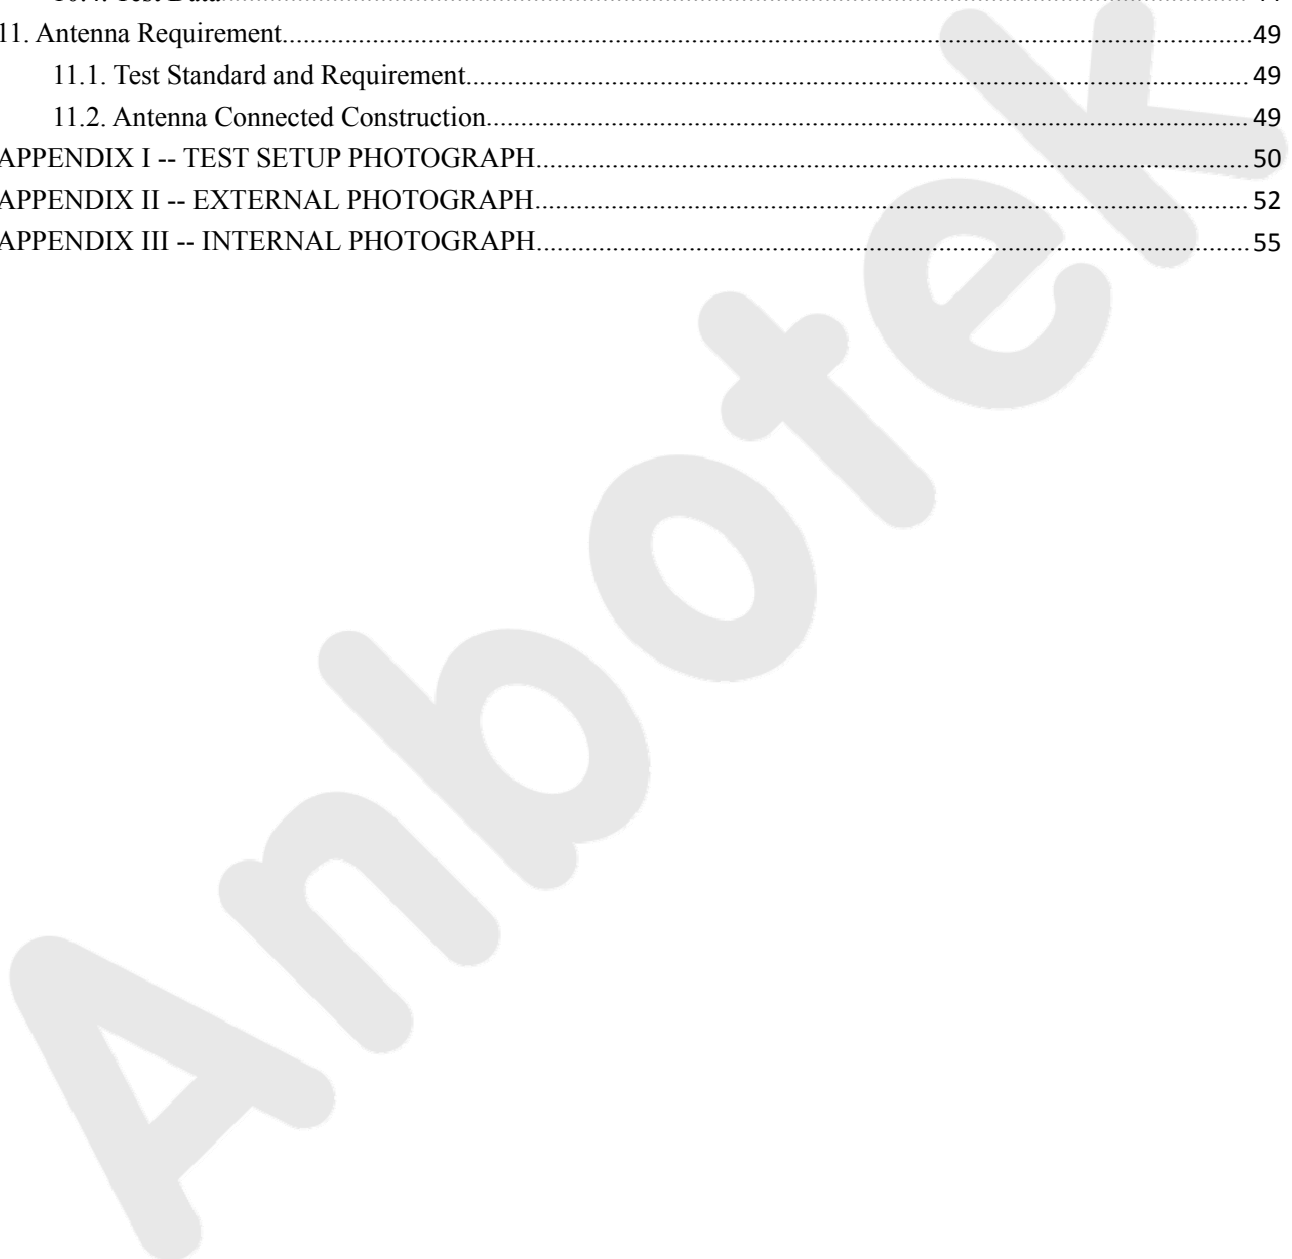 11. Antenna Requirement........49
11.1. Test Standard and Requirement........49
11.2. Antenna Connected Construction........49
APPENDIX I -- TEST SETUP PHOTOGRAPH........50
APPENDIX II -- EXTERNAL PHOTOGRAPH........52
APPENDIX III -- INTERNAL PHOTOGRAPH........55
Anbotek